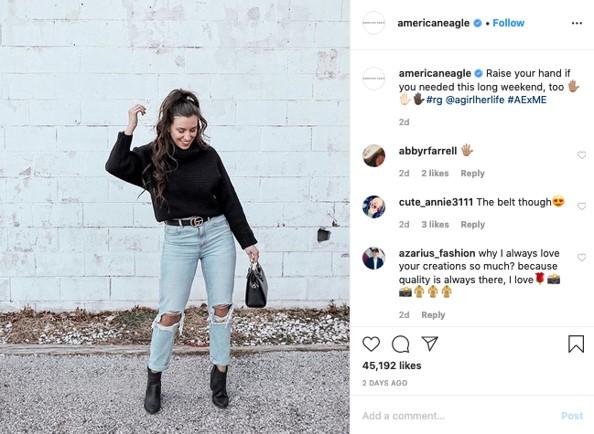 americaneagle • Follow
americaneagle Raise your hand if
you needed this long weekend, too 🖐🏽
🖐🏻🖐🏿#rg @agirlherlife #AExME
2d
abbyrfarrell 🖐🏽
2d 2 likes Reply
cute_annie3111 The belt though😍
2d 3 likes Reply
azarius_fashion why I always love
your creations so much? because
quality is always there, I love🌹📸
📸
2d Reply
45,192 likes
2 DAYS AGO
Add a comment... Post